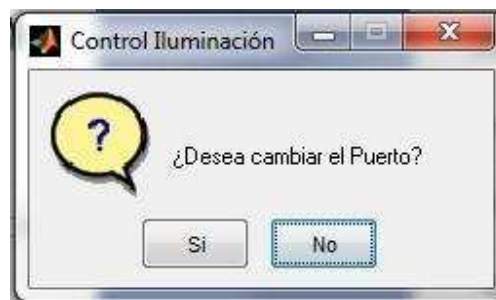 Control Iluminación
?
¿Desea cambiar el Puerto?
Si
No